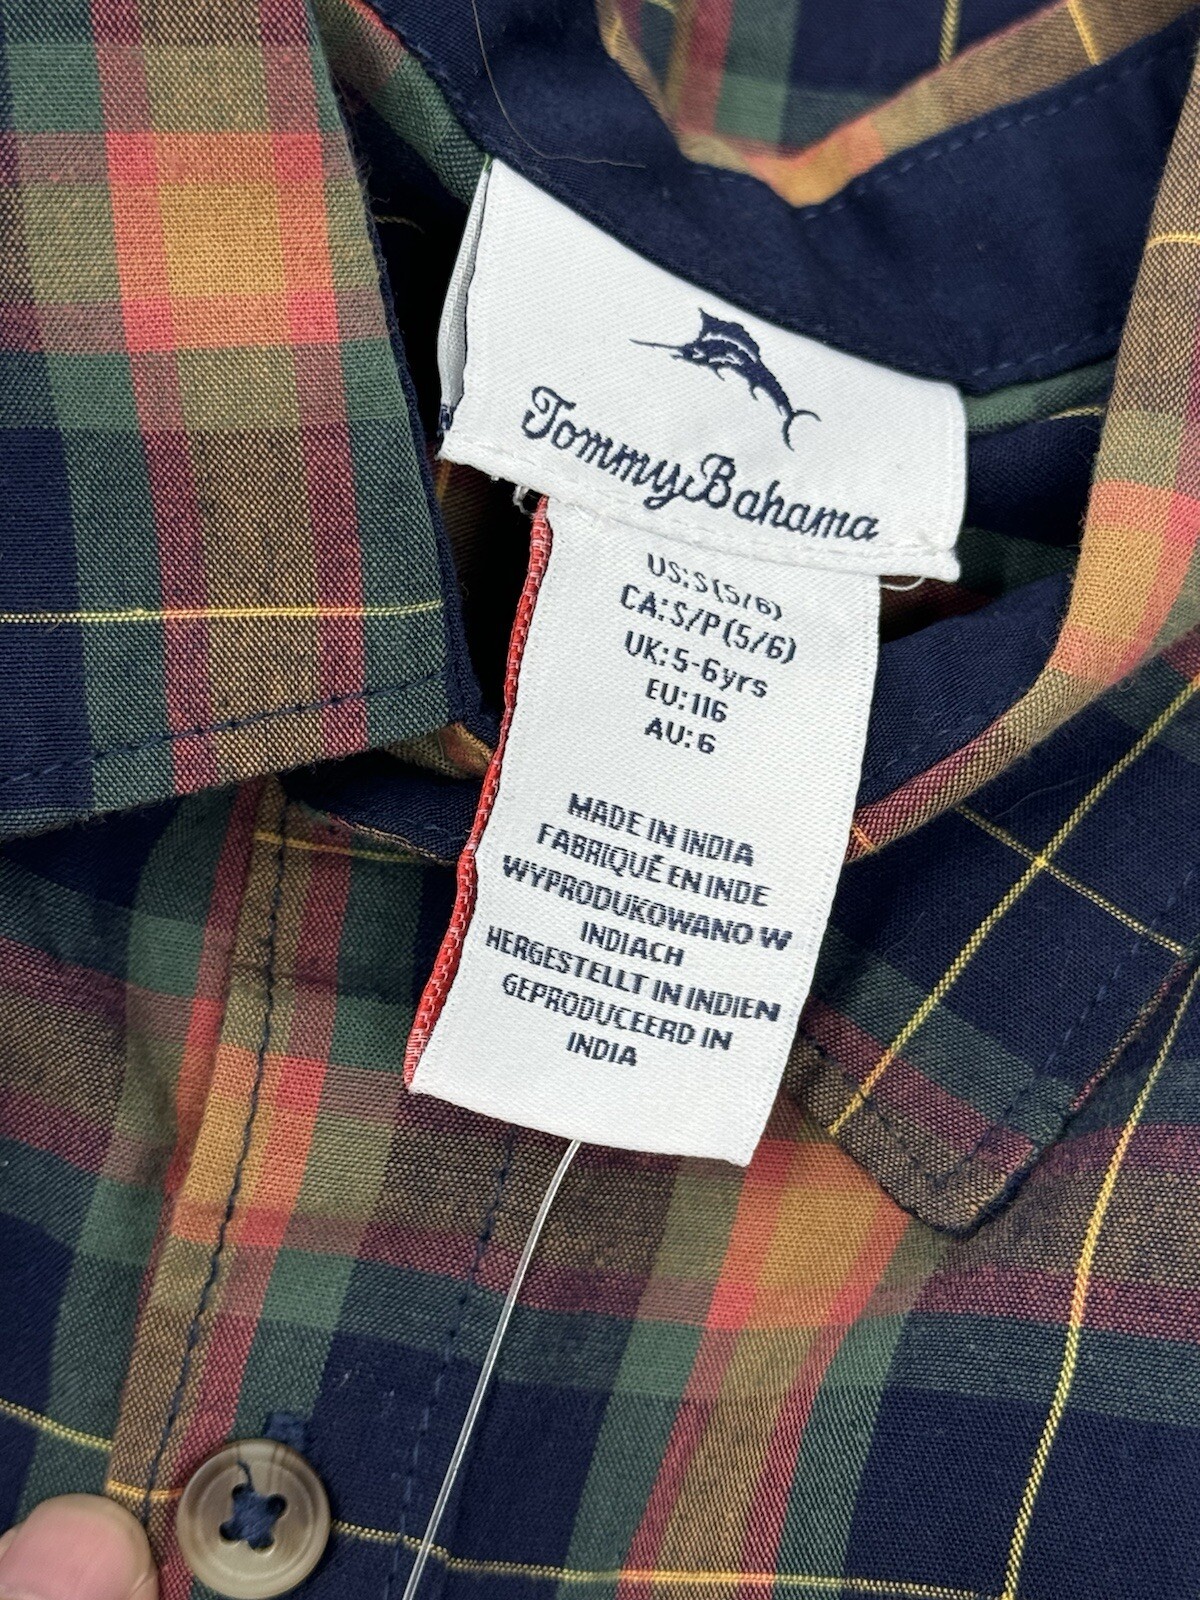 Tommy Bahama
US: S (5/6)
CA: S/P (5/6)
UK: 5-6yrs
EU: 116
AU: 6
MADE IN INDIA
FABRIQUÉ EN INDE
WYPRODUKOWANO W
INDIACH
HERGESTELLT IN INDIEN
GEPRODUCEERD IN
INDIA